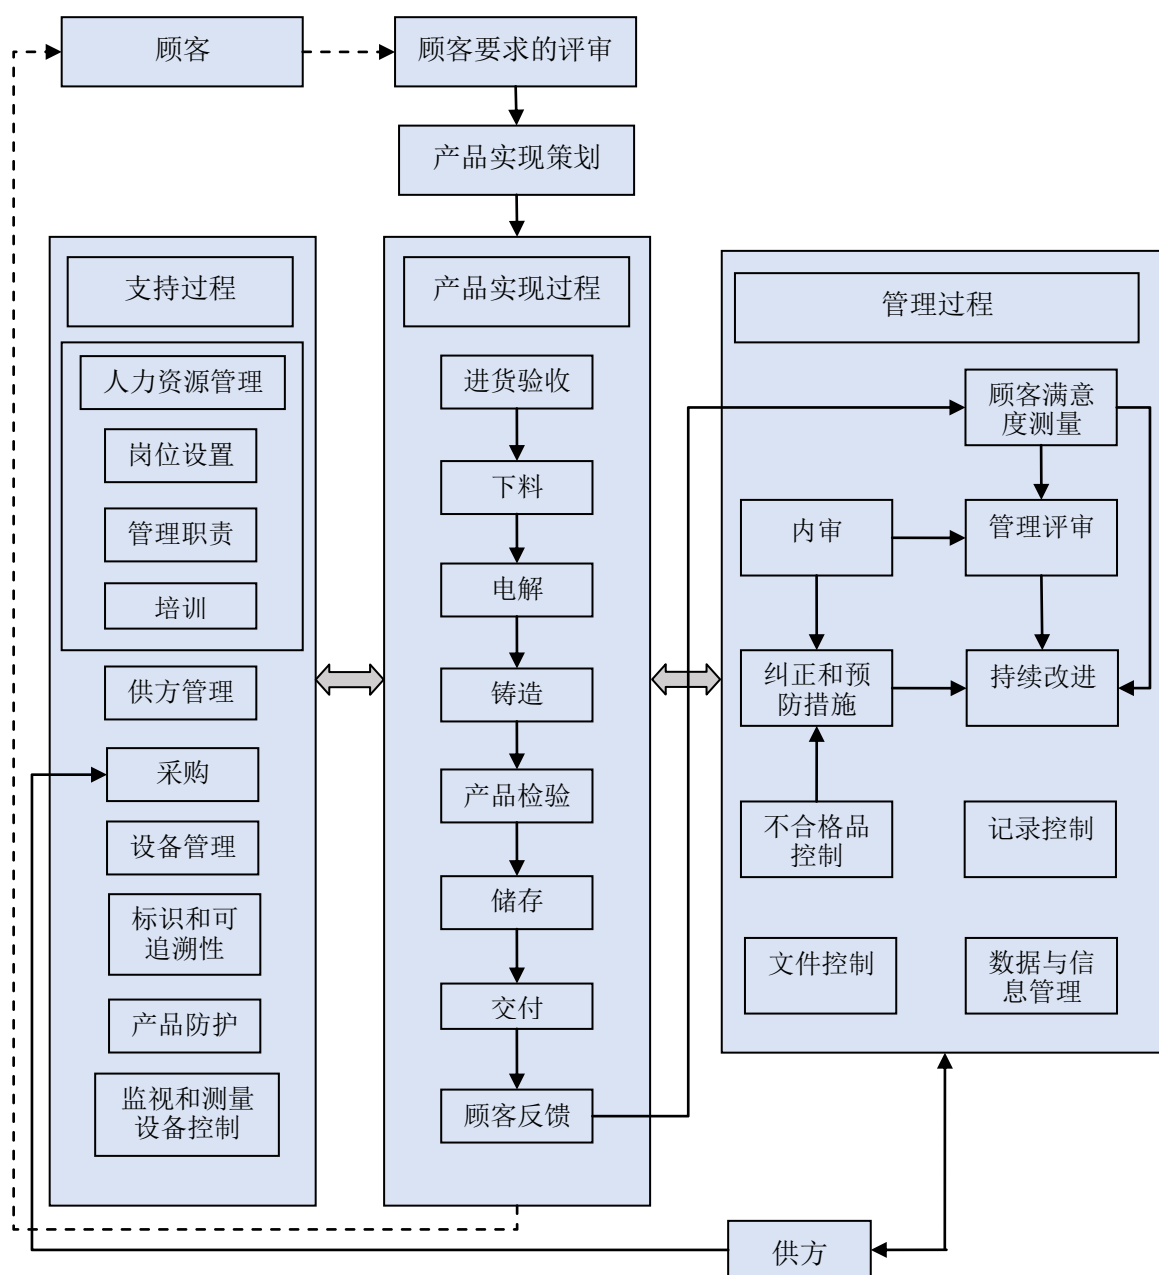 顾客
顾客要求的评审
产品实现策划
支持过程
人力资源管理
岗位设置
管理职责
培训
供方管理
采购
设备管理
标识和可
追溯性
产品防护
监视和测量
设备控制
产品实现过程
进货验收
下料
电解
铸造
产品检验
储存
交付
顾客反馈
管理过程
顾客满意
度测量
内审
管理评审
纠正和预
防措施
持续改进
不合格品
控制
记录控制
文件控制
数据与信
息管理
供方